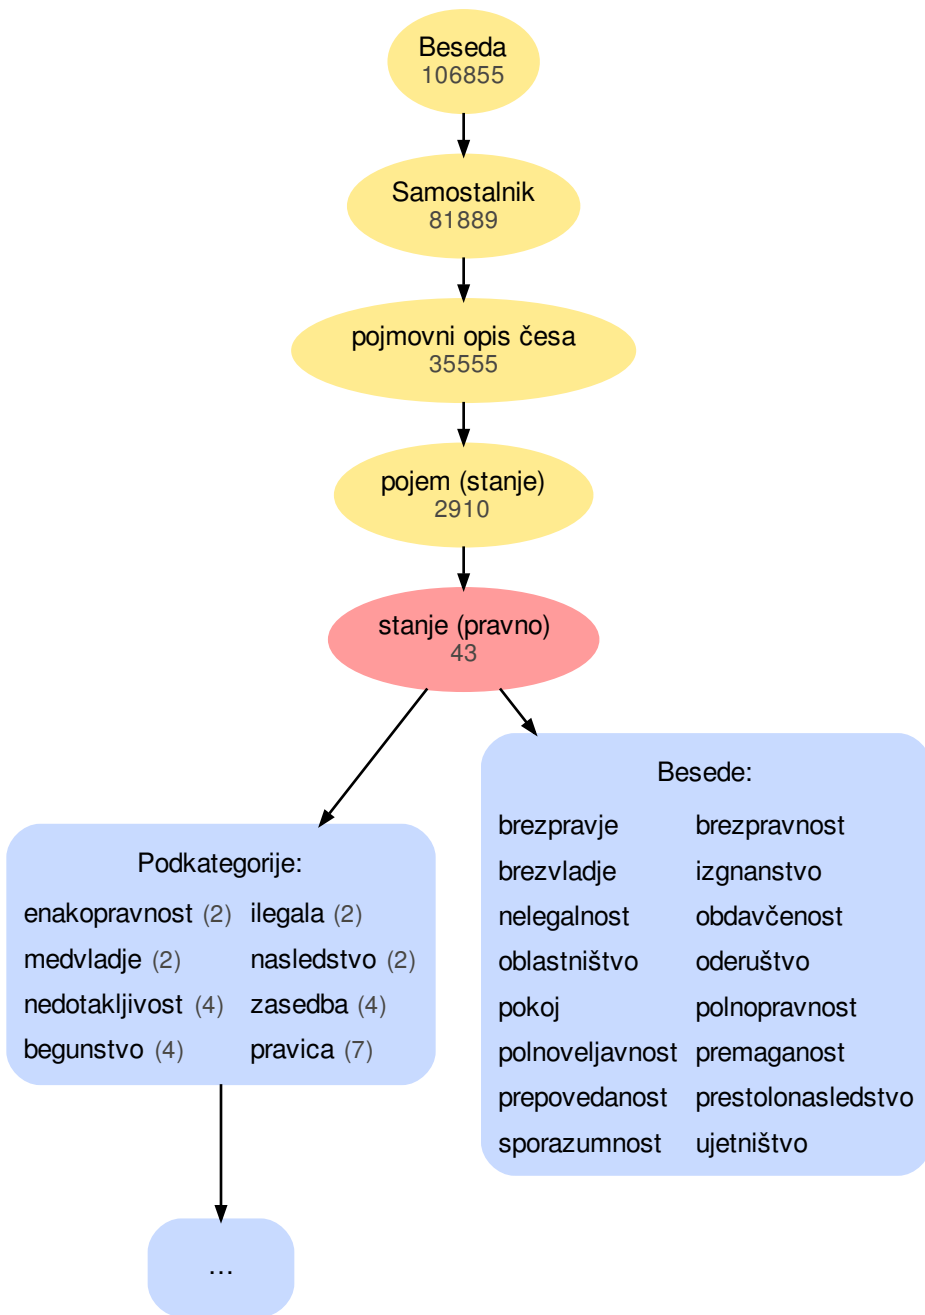 Beseda
106855
Samostalnik
81889
pojmovni opis česa
35555
pojem (stanje)
2910
stanje (pravno)
43
Podkategorije:
enakopravnost (2) ilegala (2)
medvladje (2) nasledstvo (2)
nedotakljivost (4) zasedba (4)
begunstvo (4) pravica (7)
...
Besede:
brezpravje brezpravnost
brezvladje izgnanstvo
nelegalnost obdavčenost
oblastništvo oderuštvo
pokoj polnopravnost
polnoveljavnost premaganost
prepovedanost prestolonasledstvo
sporazumnost ujetništvo